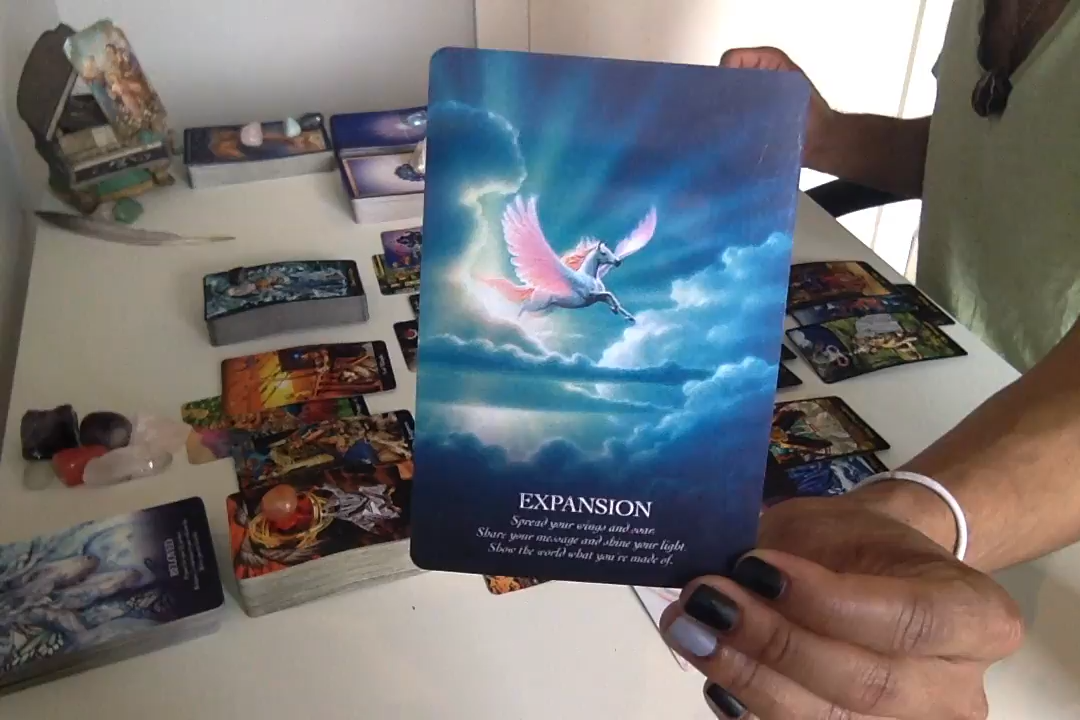 EXPANSION
Spread your wings and soar.
Share your message and shine your light.
Show the world what you're made of.
BELOVED